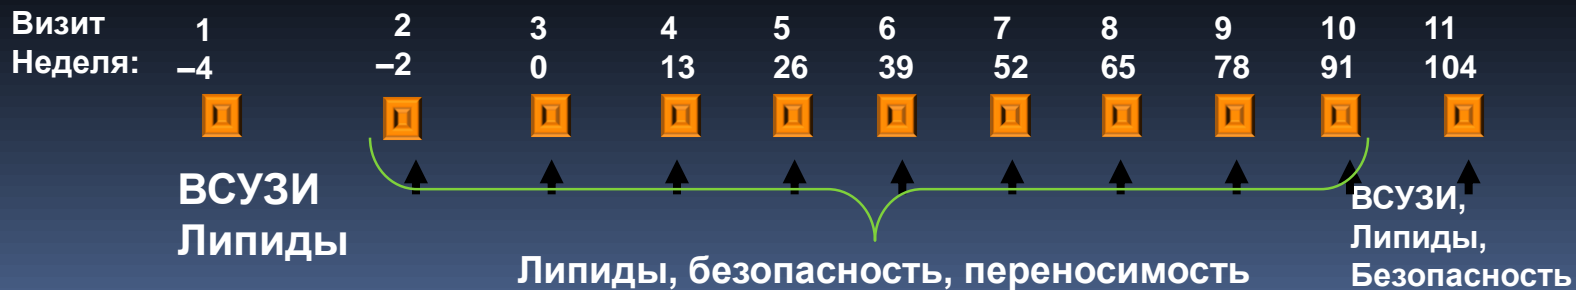 Визит 1 2 3 4 5 6 7 8 9 10 11
Неделя: –4 –2 0 13 26 39 52 65 78 91 104
ВСУЗИ
Липиды
Липиды, безопасность, переносимость
ВСУЗИ,
Липиды,
Безопасность